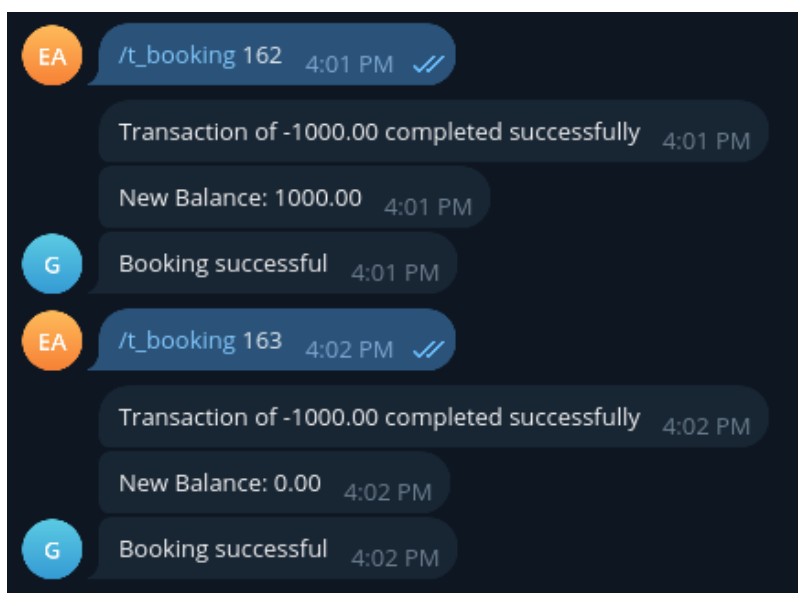 EA
/t_booking 162 4:01 PM
Transaction of -1000.00 completed successfully 4:01 PM
New Balance: 1000.00 4:01 PM
G
Booking successful 4:01 PM
EA
/t_booking 163 4:02 PM
Transaction of -1000.00 completed successfully 4:02 PM
New Balance: 0.00 4:02 PM
G
Booking successful 4:02 PM